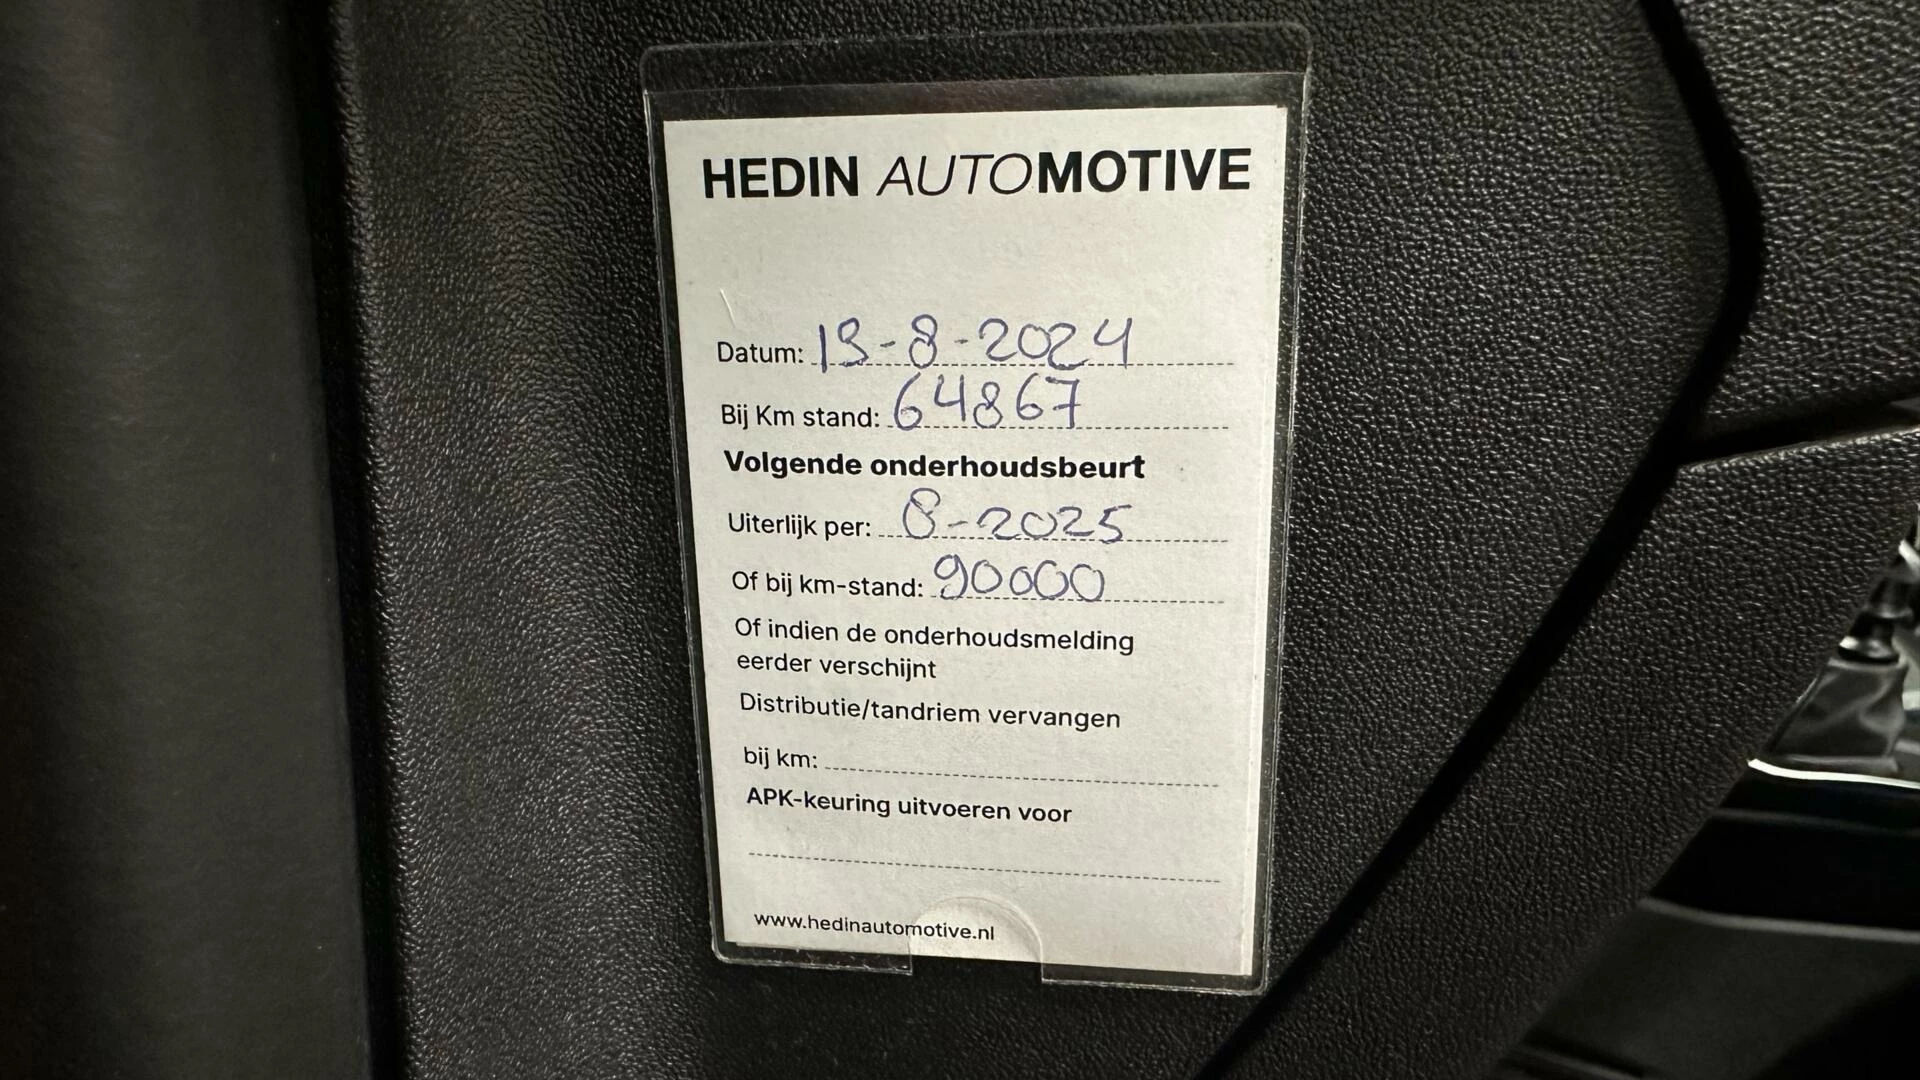 HEDIN AUTOMOTIVE
Datum: 13-8-2024
Bij Km stand: 64867
Volgende onderhoudsbeurt
Uiterlijk per: 8-2025
Of bij km-stand: 90000
Of indien de onderhoudsmelding
eerder verschijnt
Distributie/tandriem vervangen
bij km:
APK-keuring uitvoeren voor
www.hedinautomotive.nl